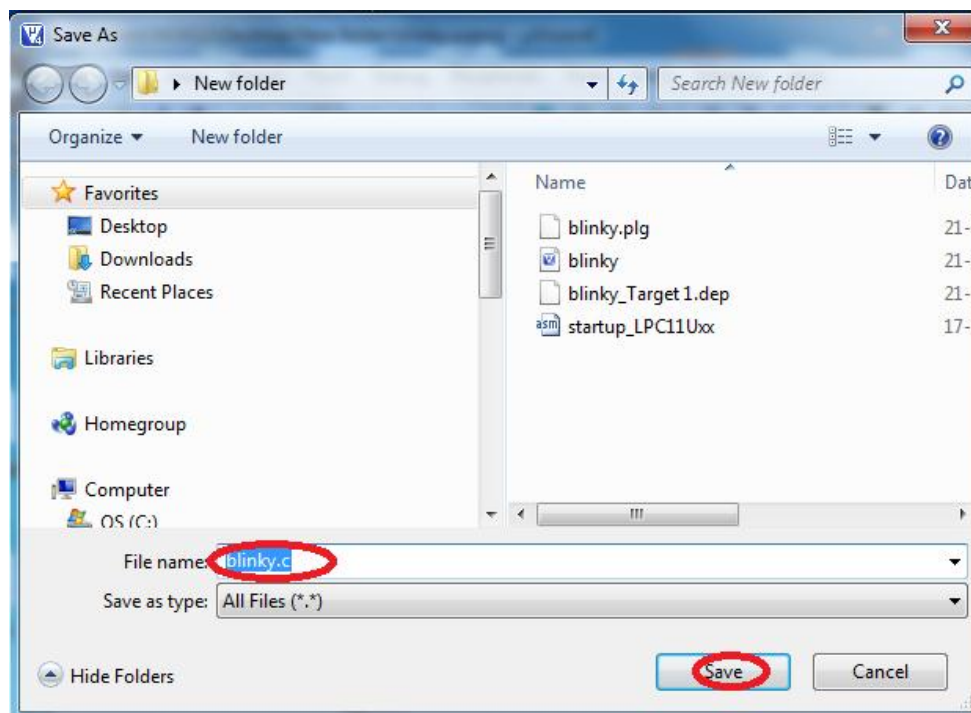 Save As
New folder
Search New folder
Organize
New folder
Favorites
Desktop
Downloads
Recent Places
Libraries
Homegroup
Computer
OS (C:)
Name
Dat
blinky.plg
21-
blinky
21-
blinky_Target 1.dep
21-
asm startup_LPC11Uxx
17-
File name: blinky.c
Save as type: All Files (*.*)
Hide Folders
Save
Cancel